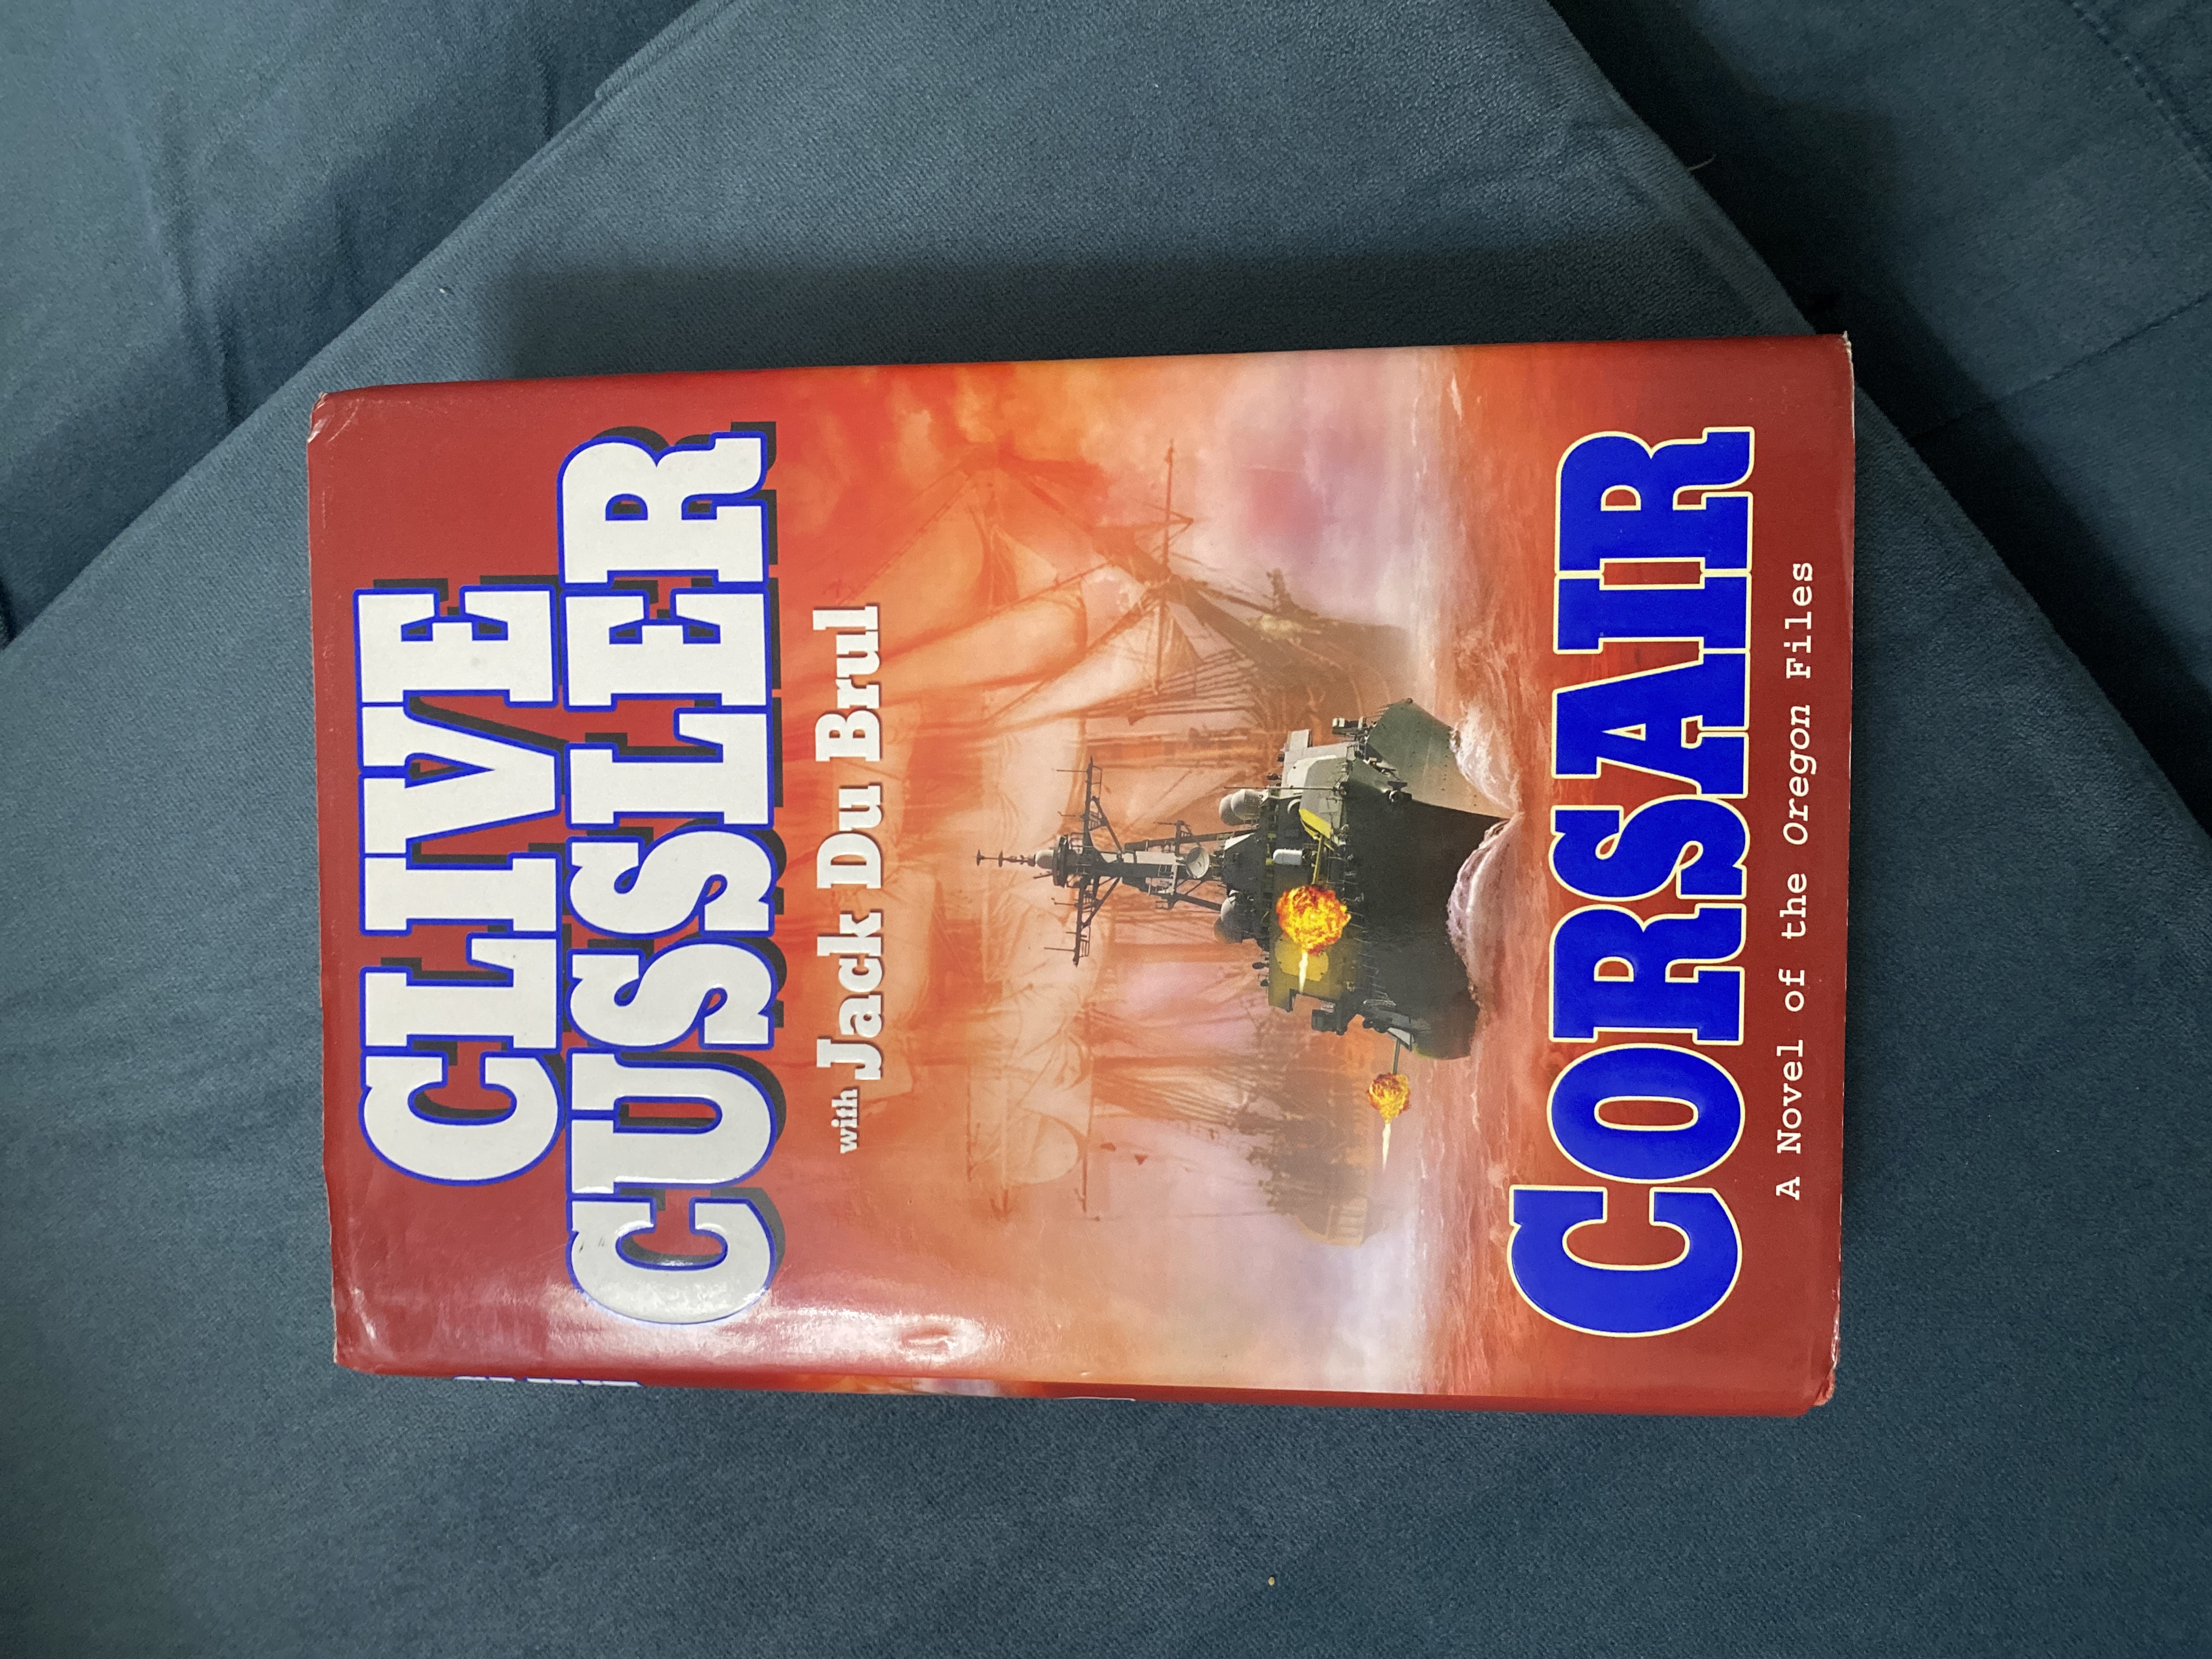 CLIVE
CUSSLER
with Jack Du Brul
CORSAIR
A Novel of the Oregon Files